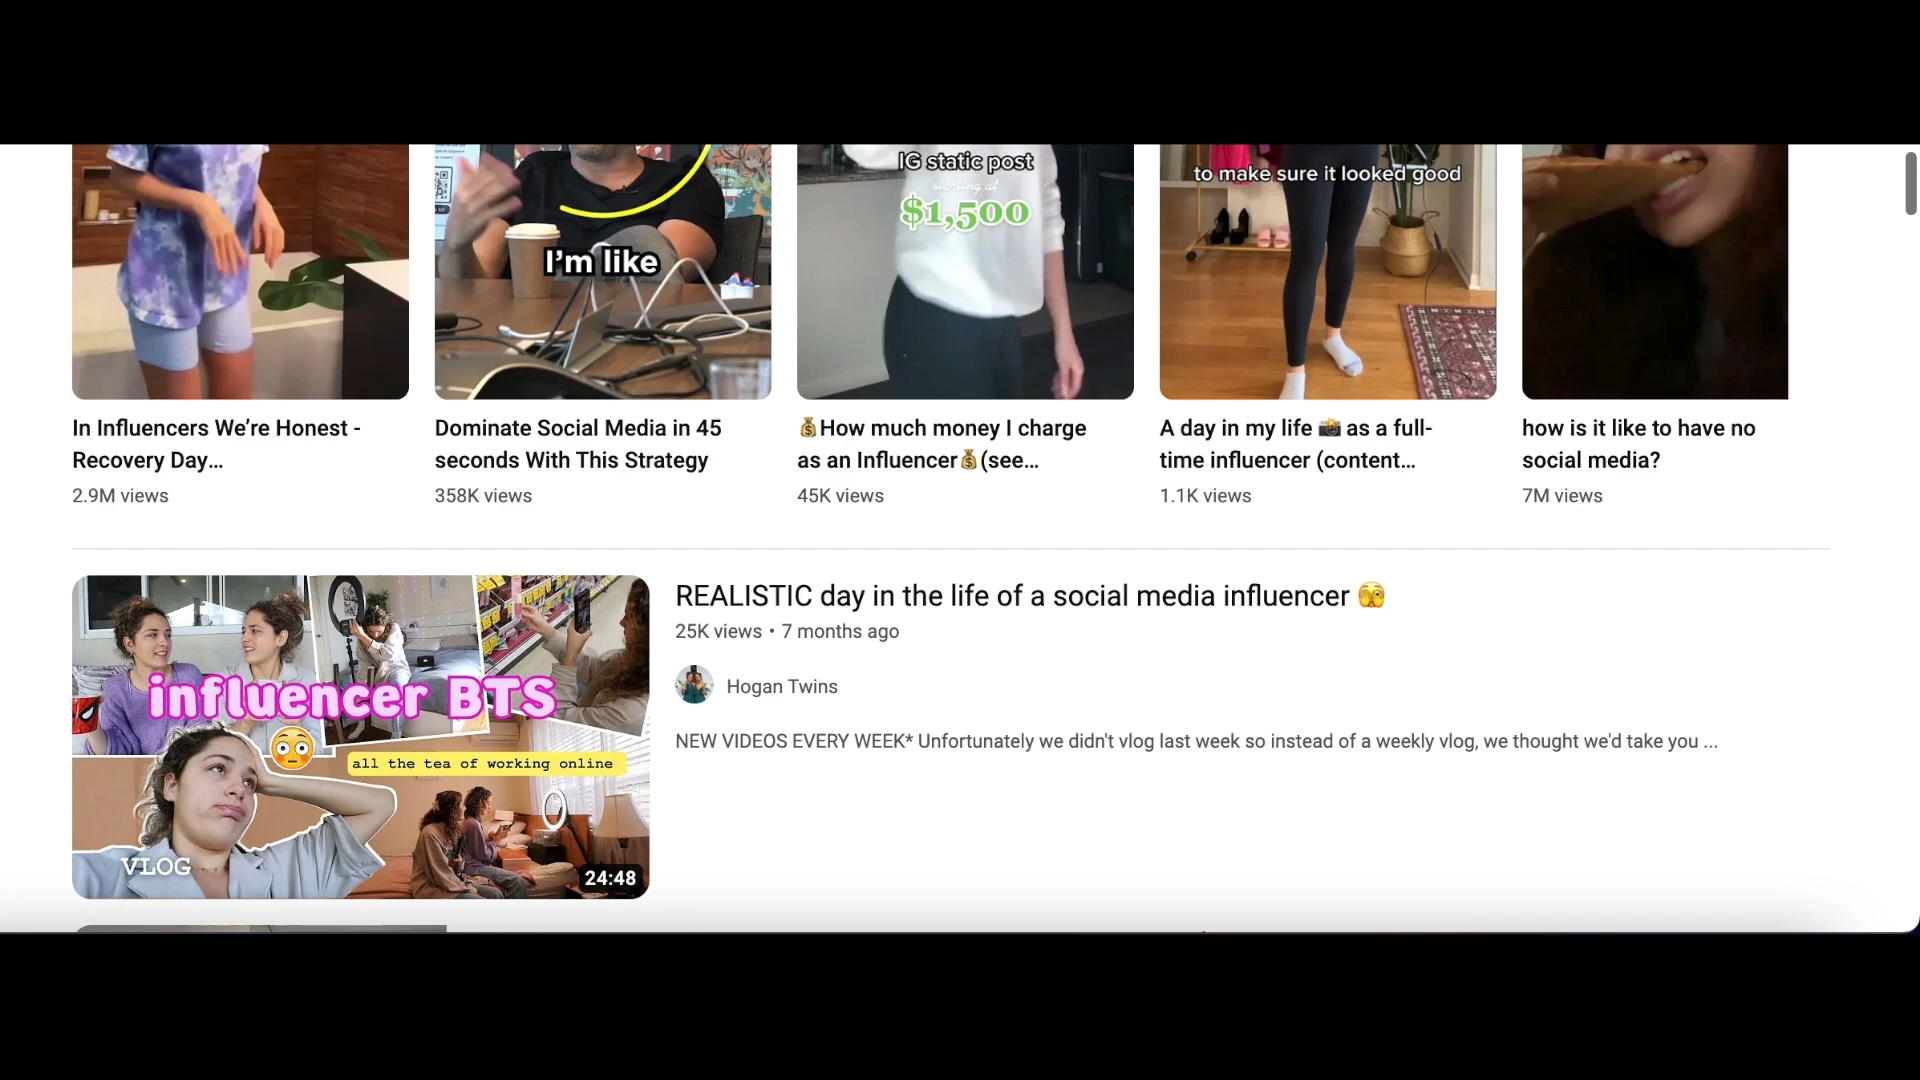 IG static post
starting at
$1,500
to make sure it looked good
I'm like
In Influencers We're Honest -
Recovery Day...
2.9M views
Dominate Social Media in 45
seconds With This Strategy
358K views
💰How much money I charge
as an Influencer💰(see...
45K views
A day in my life 📸 as a full-
time influencer (content...
1.1K views
how is it like to have no
social media?
7M views
influencer BTS
all the tea of working online
VLOG
24:48
REALISTIC day in the life of a social media influencer 🫣
25K views • 7 months ago
Hogan Twins
NEW VIDEOS EVERY WEEK* Unfortunately we didn't vlog last week so instead of a weekly vlog, we thought we'd take you ...